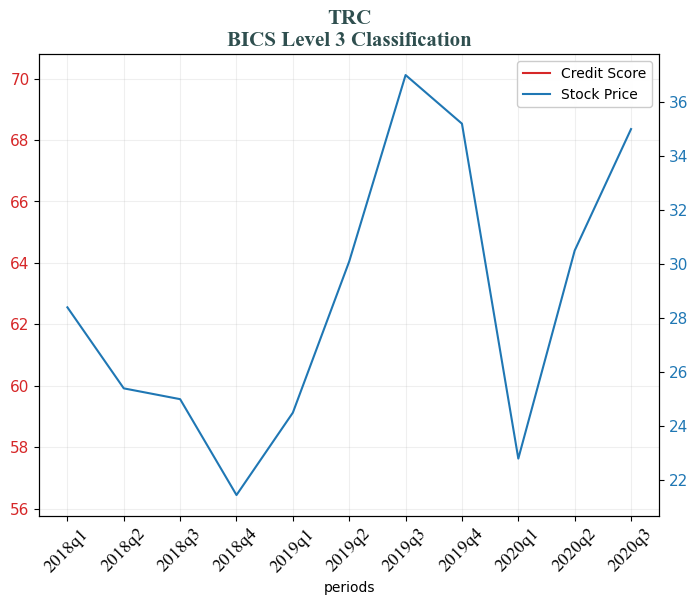 TRC
BICS Level 3 Classification
Credit Score
Stock Price
70
68
66
64
62
60
58
56
36
34
32
30
28
26
24
22
2018q1
2018q2
2018q3
2018q4
2019q1
2019q2
2019q3
2019q4
2020q1
2020q2
2020q3
periods